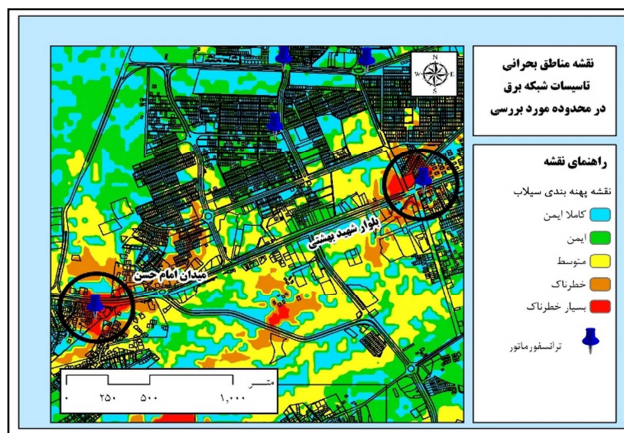 نقشه مناطق بحرانی
تاسیسات شبکه برق
در محدوده مورد بررسی
راهنمای نقشه
نقشه پهنه بندی سیلاب
کاملا ایمن
ایمن
متوسط
خطرناک
بسیار خطرناک
ترانسفورماتور
N
W
E
S
بلوار شهید بهشتی
میدان امام حسن
متر
۰ ۲۵۰ ۵۰۰ ۱,۰۰۰